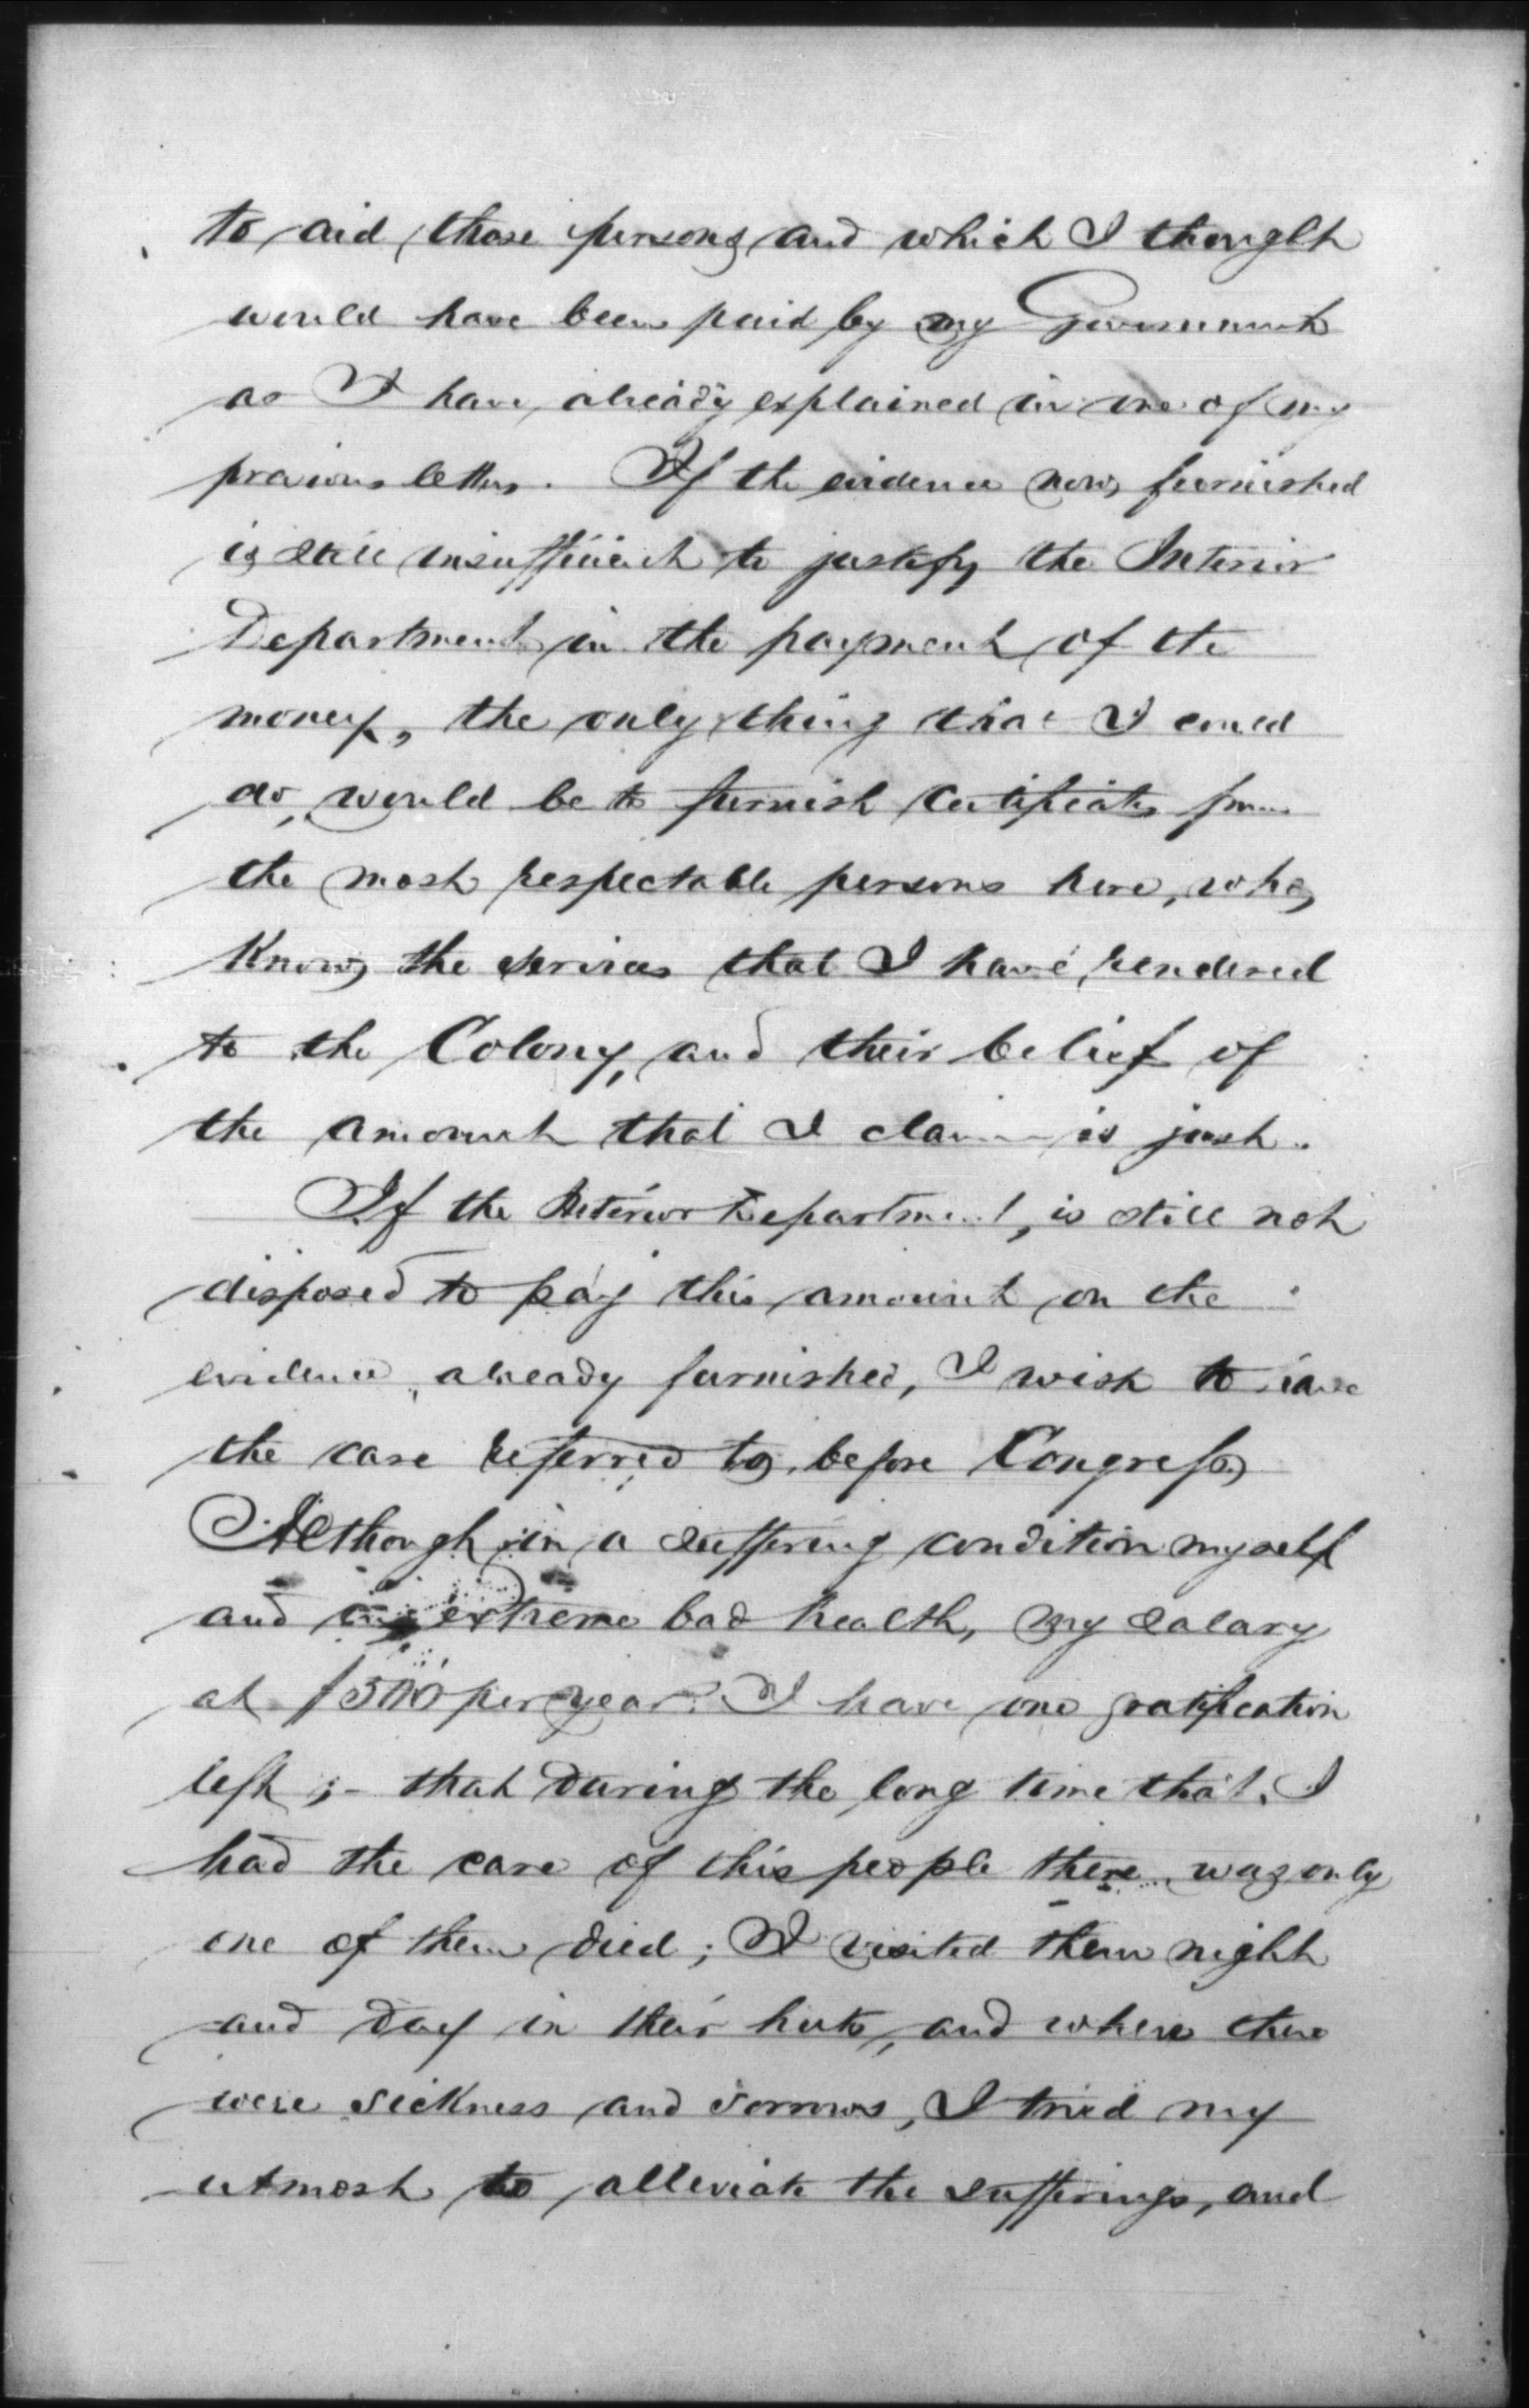 to aid those persons and which I thought
would have been paid by my Government
as I have already explained in one of my
previous letters. If the evidence now furnished
is still insufficient to justify the Interior
Department in the payment of the
money, the only thing that I could
do, would be to furnish certificates from
the most respectable persons here, who
know the services that I have rendered
to the Colony, and their belief of
the amount that I claim is just.
If the Interior Department, is still not
disposed to pay this amount on the
evidence already furnished, I wish to have
the case referred to, before Congress,
Although in a suffering condition myself
and in extreme bad health, my salary
at $500 per year. I have one gratification
left; - that during the long time that I
had the care of this people there was only
one of them died; I visited them night
and day in their huts, and where there
were sickness and sorrows, I tried my
utmost to alleviate the sufferings, and